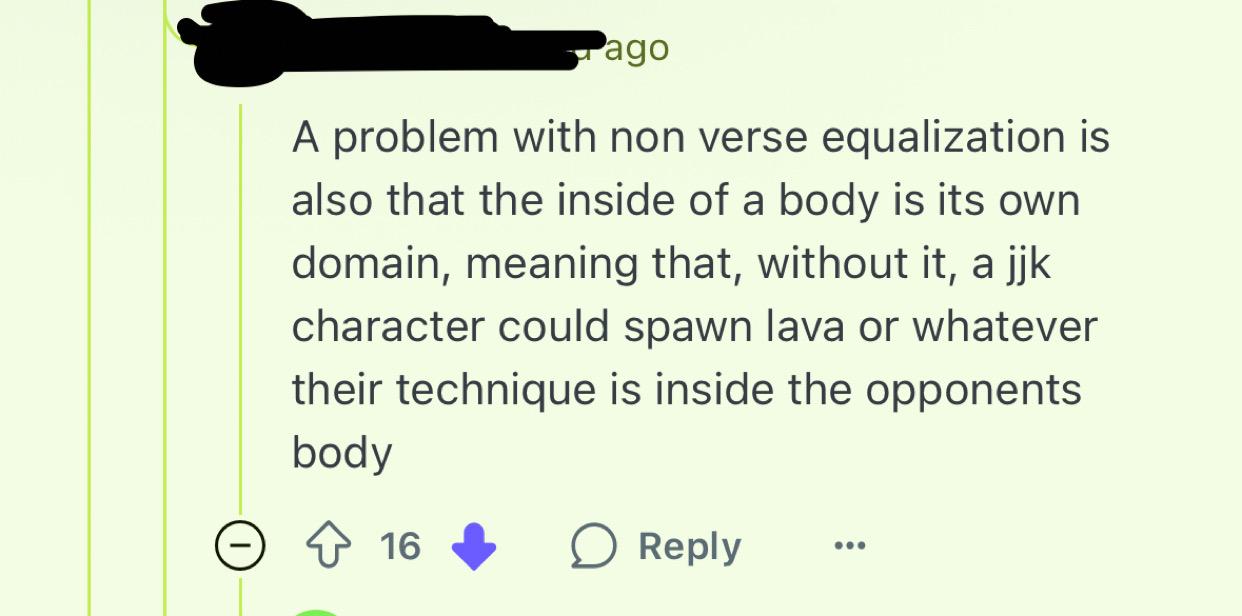 ago
A problem with non verse equalization is
also that the inside of a body is its own
domain, meaning that, without it, a jjk
character could spawn lava or whatever
their technique is inside the opponents
body
16 Reply ...